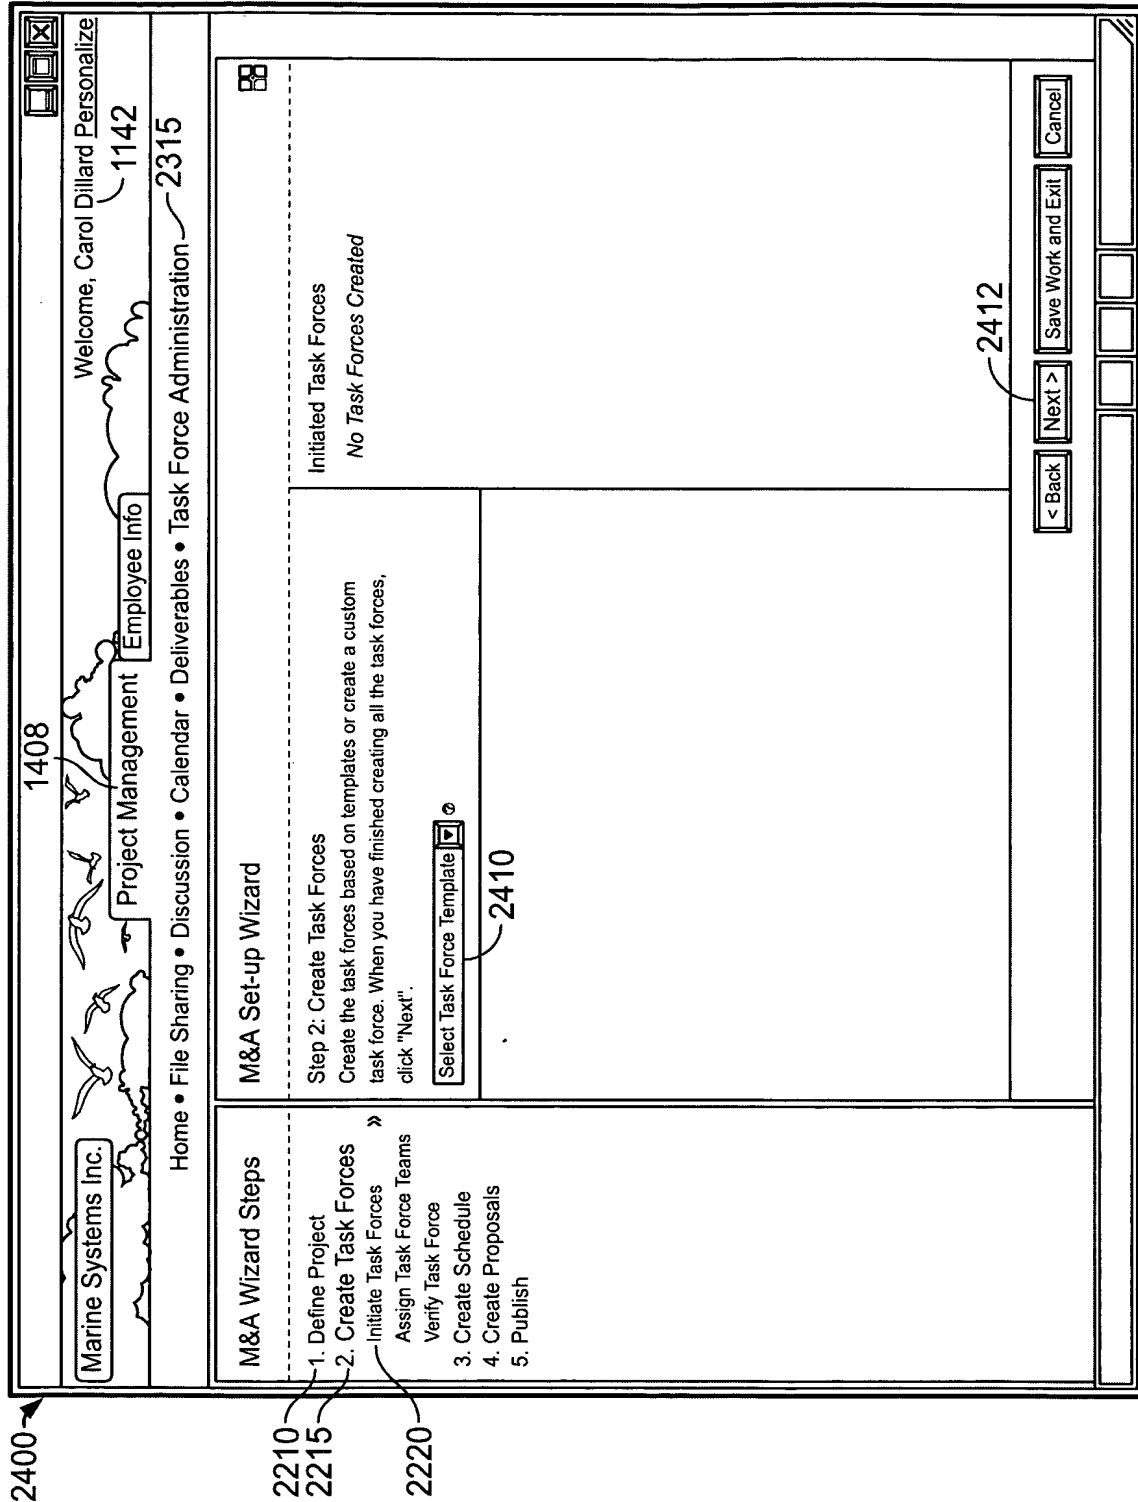 2400
1408
Marine Systems Inc.
Welcome, Carol Dillard Personalize
1142
Project Management
Employee Info
Home • File Sharing • Discussion • Calendar • Deliverables • Task Force Administration
2315
M&A Wizard Steps
2210
1. Define Project
2215
2. Create Task Forces
Initiate Task Forces »
2220
Assign Task Force Teams
Verify Task Force
3. Create Schedule
4. Create Proposals
5. Publish
M&A Set-up Wizard
Step 2: Create Task Forces
Create the task forces based on templates or create a custom
task force. When you have finished creating all the task forces,
click "Next".
Select Task Force Template
2410
Initiated Task Forces
No Task Forces Created
2412
< Back
Next >
Save Work and Exit
Cancel